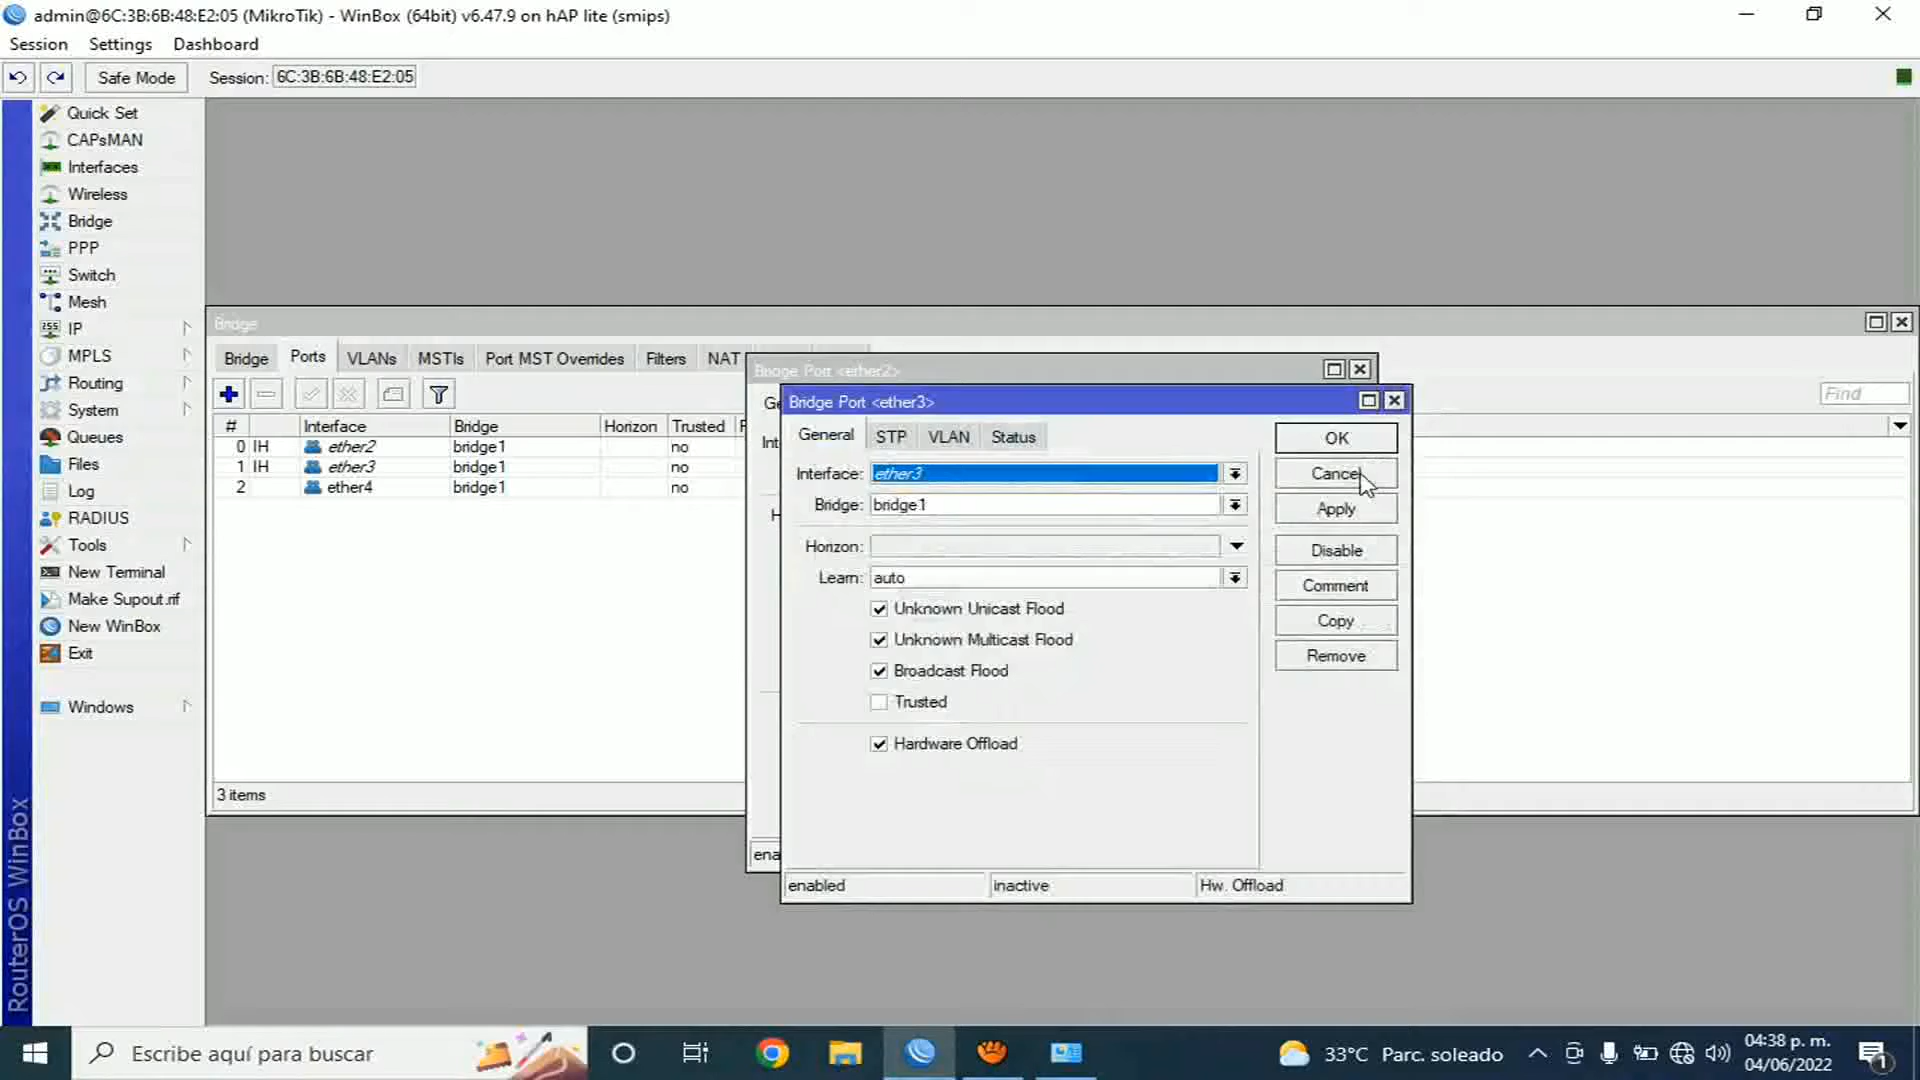 admin@6C:3B:6B:48:E2:05 (MikroTik) - WinBox (64bit) v6.47.9 on hAP lite (smips)
Session Settings Dashboard
Safe Mode Session: 6C:3B:6B:48:E2:05
Quick Set
CAPsMAN
Interfaces
Wireless
Bridge
PPP
Switch
Mesh
IP
MPLS
Routing
System
Queues
Files
Log
RADIUS
Tools
New Terminal
Make Supout.rif
New WinBox
Exit
Windows
RouterOS WinBox
Bridge
Bridge Ports VLANs MSTIs Port MST Overrides Filters NAT
Find
# Interface Bridge Horizon Trusted
0 IH ether2 bridge1 no
1 IH ether3 bridge1 no
2 ether4 bridge1 no
3 items
Bridge Port <ether2>
Ge
Int
H
ena
Bridge Port <ether3>
General STP VLAN Status
Interface: ether3
Bridge: bridge1
Horizon:
Learn: auto
Unknown Unicast Flood
Unknown Multicast Flood
Broadcast Flood
Trusted
Hardware Offload
OK
Cancel
Apply
Disable
Comment
Copy
Remove
enabled inactive Hw. Offload
Escribe aquí para buscar
33°C Parc. soleado
04:38 p. m.
04/06/2022
1